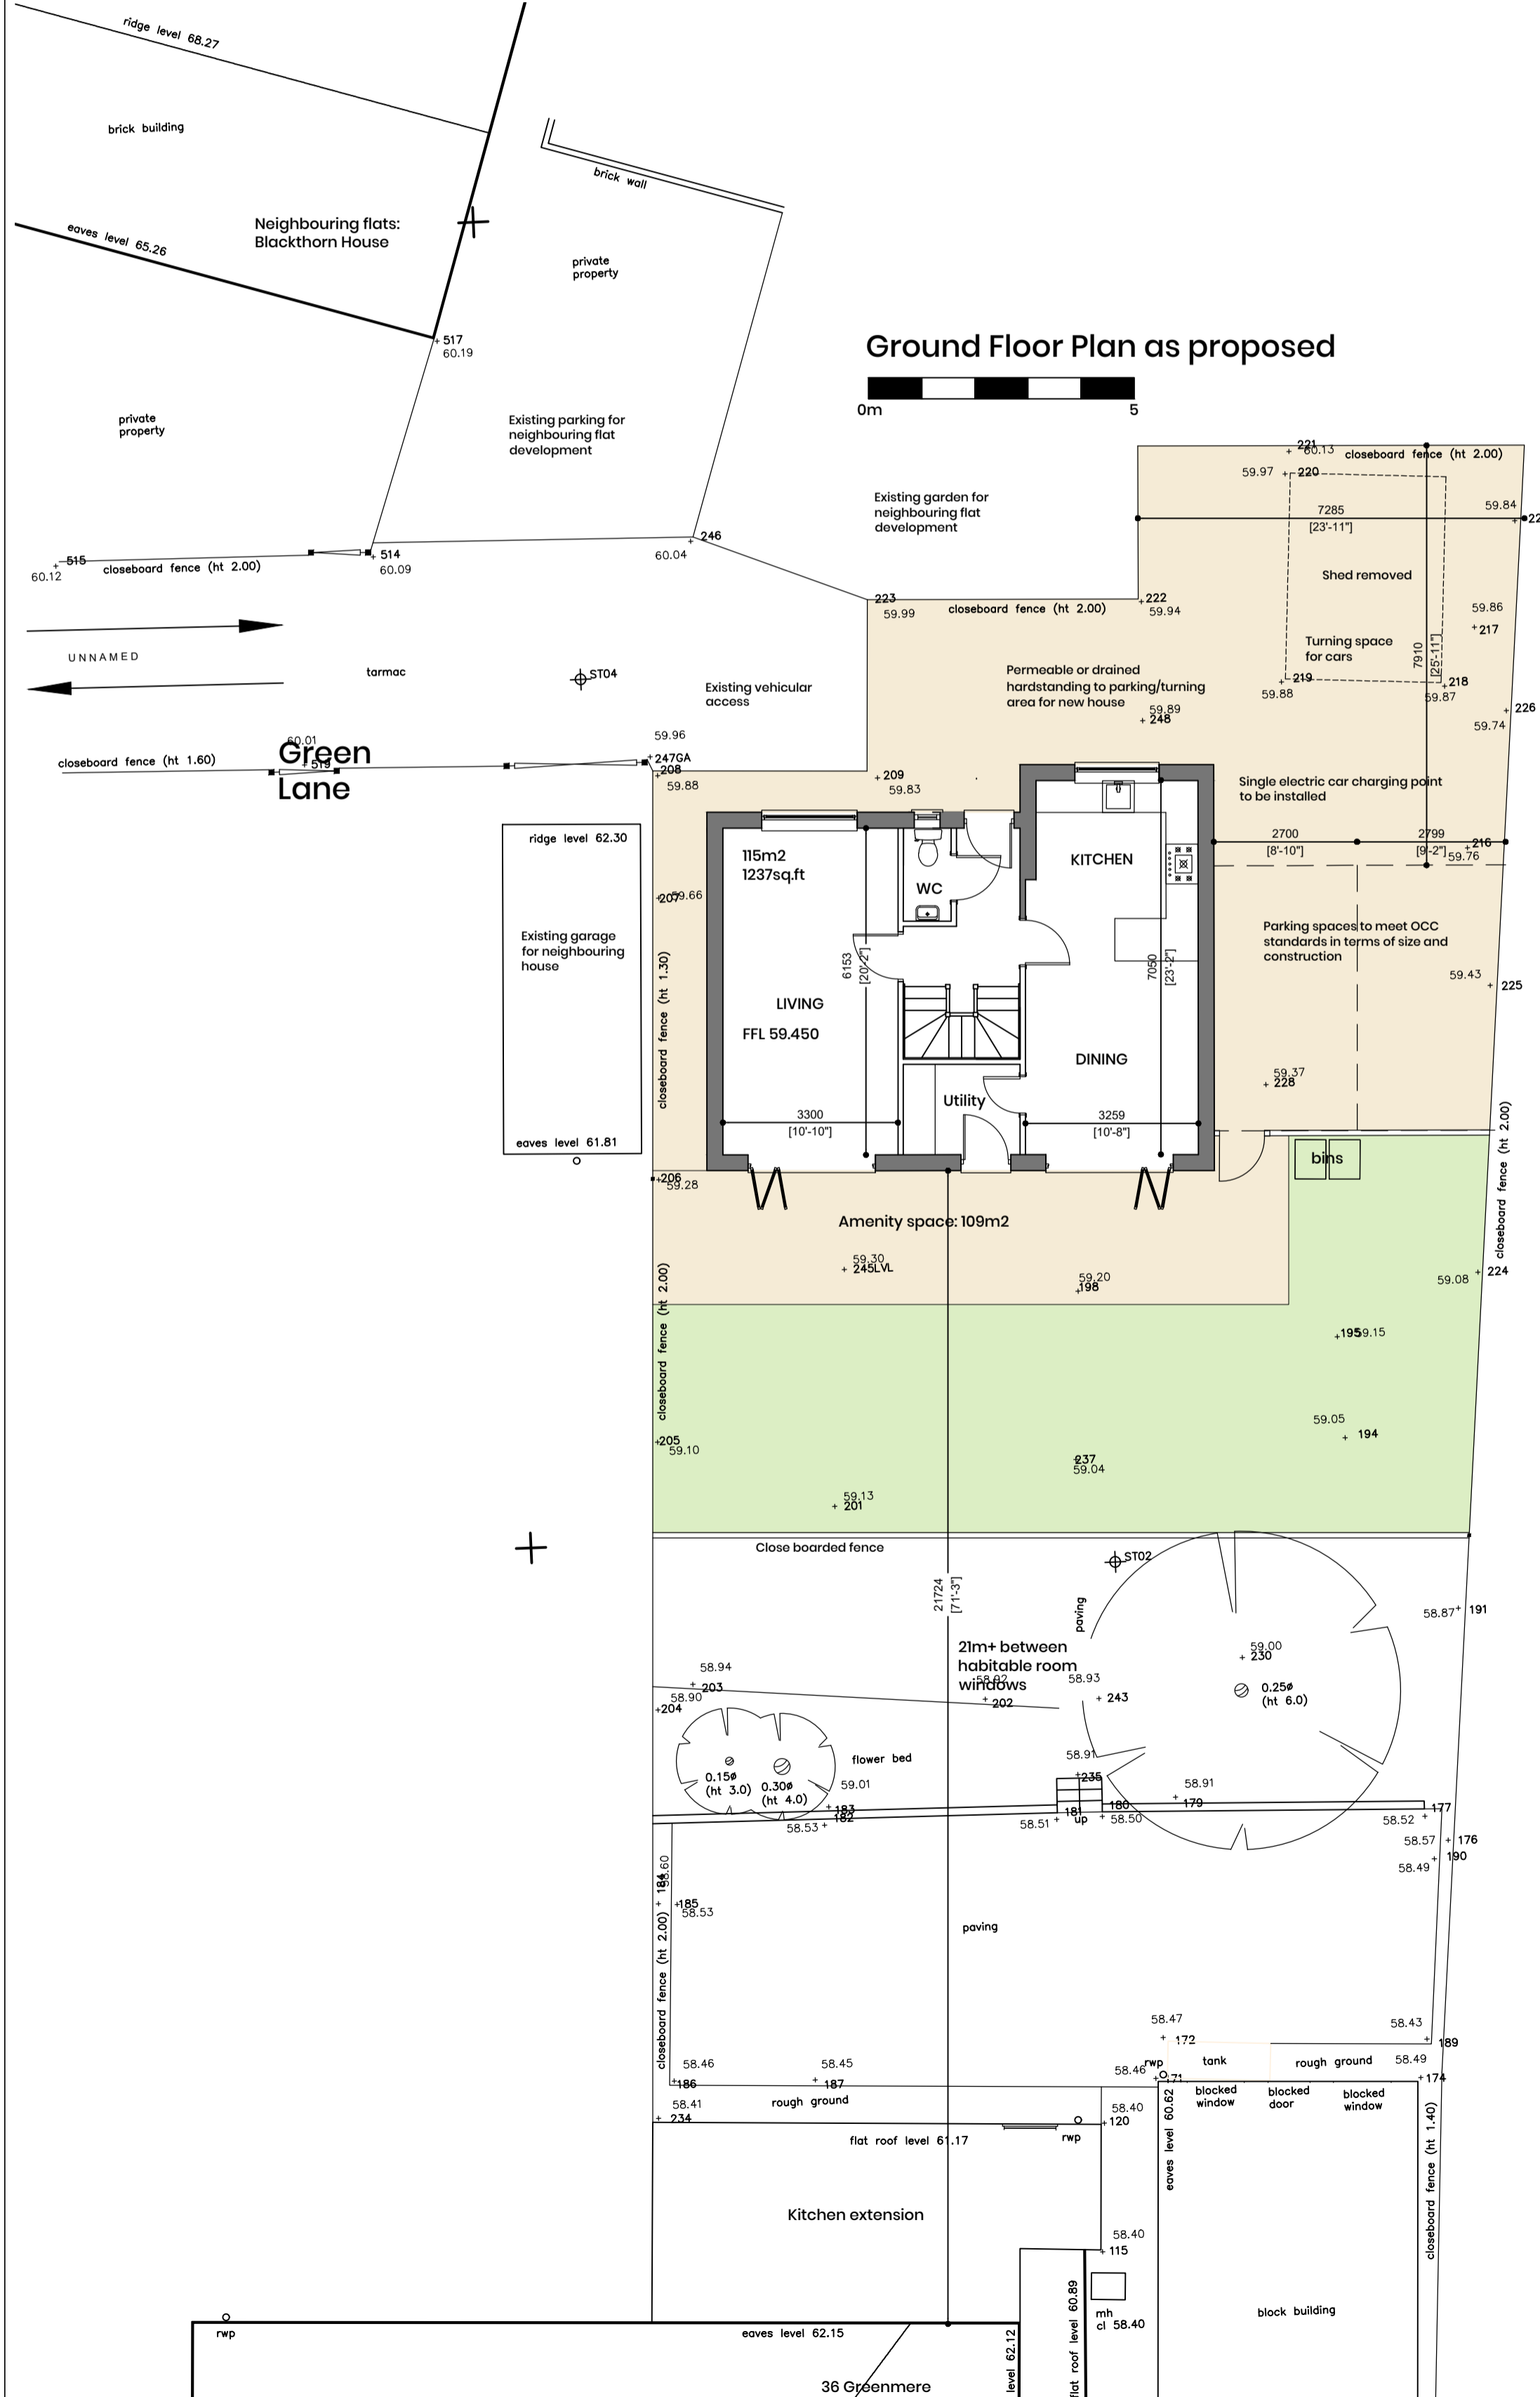 ridge level 68.27
brick building
brick wall
Neighbouring flats:
Blackthorn House
eaves level 65.26
private
property
517
60.19
Ground Floor Plan as proposed
0m
5
private
property
Existing parking for
neighbouring flat
development
221
60.13
closeboard fence (ht 2.00)
59.97
220
59.84
7285
[23'-11"]
Existing garden for
neighbouring flat
development
246
60.04
515
60.12
closeboard fence (ht 2.00)
514
60.09
Shed removed
223
59.99
closeboard fence (ht 2.00)
222
59.94
59.86
217
UNNAMED
tarmac
ST04
Existing vehicular
access
Permeable or drained
hardstanding to parking/turning
area for new house
59.89
248
Turning space
for cars
7910
[25'-11"]
219
59.88
218
59.87
226
59.74
60.01
519
Green
Lane
closeboard fence (ht 1.60)
59.96
247GA
208
59.88
209
59.83
Single electric car charging point
to be installed
2700
[8'-10"]
2799
[9'-2"]
216
59.76
ridge level 62.30
115m2
1237sq.ft
WC
KITCHEN
207
59.66
Existing garage
for neighbouring
house
Parking spaces to meet OCC
standards in terms of size and
construction
6153
[20'-2"]
7050
[23'-2"]
59.43
225
closeboard fence (ht 1.30)
LIVING
FFL 59.450
DINING
Utility
59.37
228
3300
[10'-10"]
3259
[10'-8"]
eaves level 61.81
bins
closeboard fence (ht 2.00)
206
59.28
Amenity space: 109m2
59.30
245LVL
59.20
198
59.08
224
closeboard fence (ht 2.00)
195
59.15
59.05
194
205
59.10
237
59.04
59.13
201
Close boarded fence
ST02
21724
[71'-3"]
paving
58.87
191
21m+ between
habitable room
windows
59.00
230
58.94
203
58.90
204
58.92
202
58.93
243
0.25ø
(ht 6.0)
flower bed
0.15ø
(ht 3.0)
0.30ø
(ht 4.0)
59.01
183
182
58.53
58.91
235
58.91
179
181
180
58.51
up
58.50
177
58.52
58.57
176
190
58.49
58.60
184
185
58.53
closeboard fence (ht 2.00)
paving
58.47
172
58.43
189
58.46
186
58.45
187
58.46
rwp
171
tank
rough ground
58.49
174
58.41
234
rough ground
58.40
120
blocked
window
blocked
door
blocked
window
flat roof level 61.17
rwp
eaves level 60.62
closeboard fence (ht 1.40)
Kitchen extension
58.40
115
mh
cl 58.40
block building
flat roof level 60.89
level 62.12
rwp
eaves level 62.15
36 Greenmere